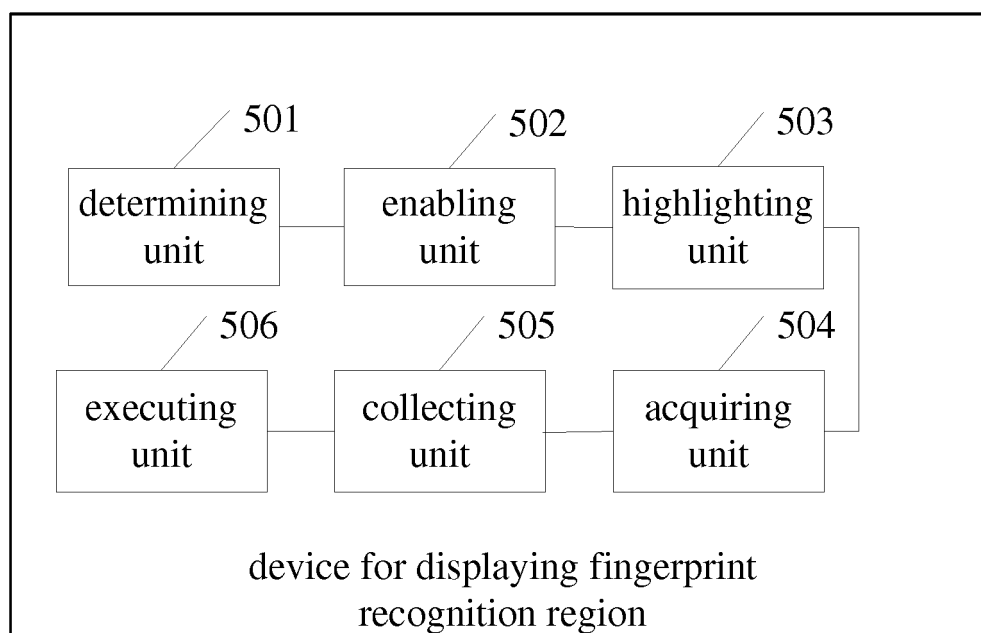 501
502
503
determining
unit
enabling
unit
highlighting
unit
506
505
504
executing
unit
collecting
unit
acquiring
unit
device for displaying fingerprint
recognition region